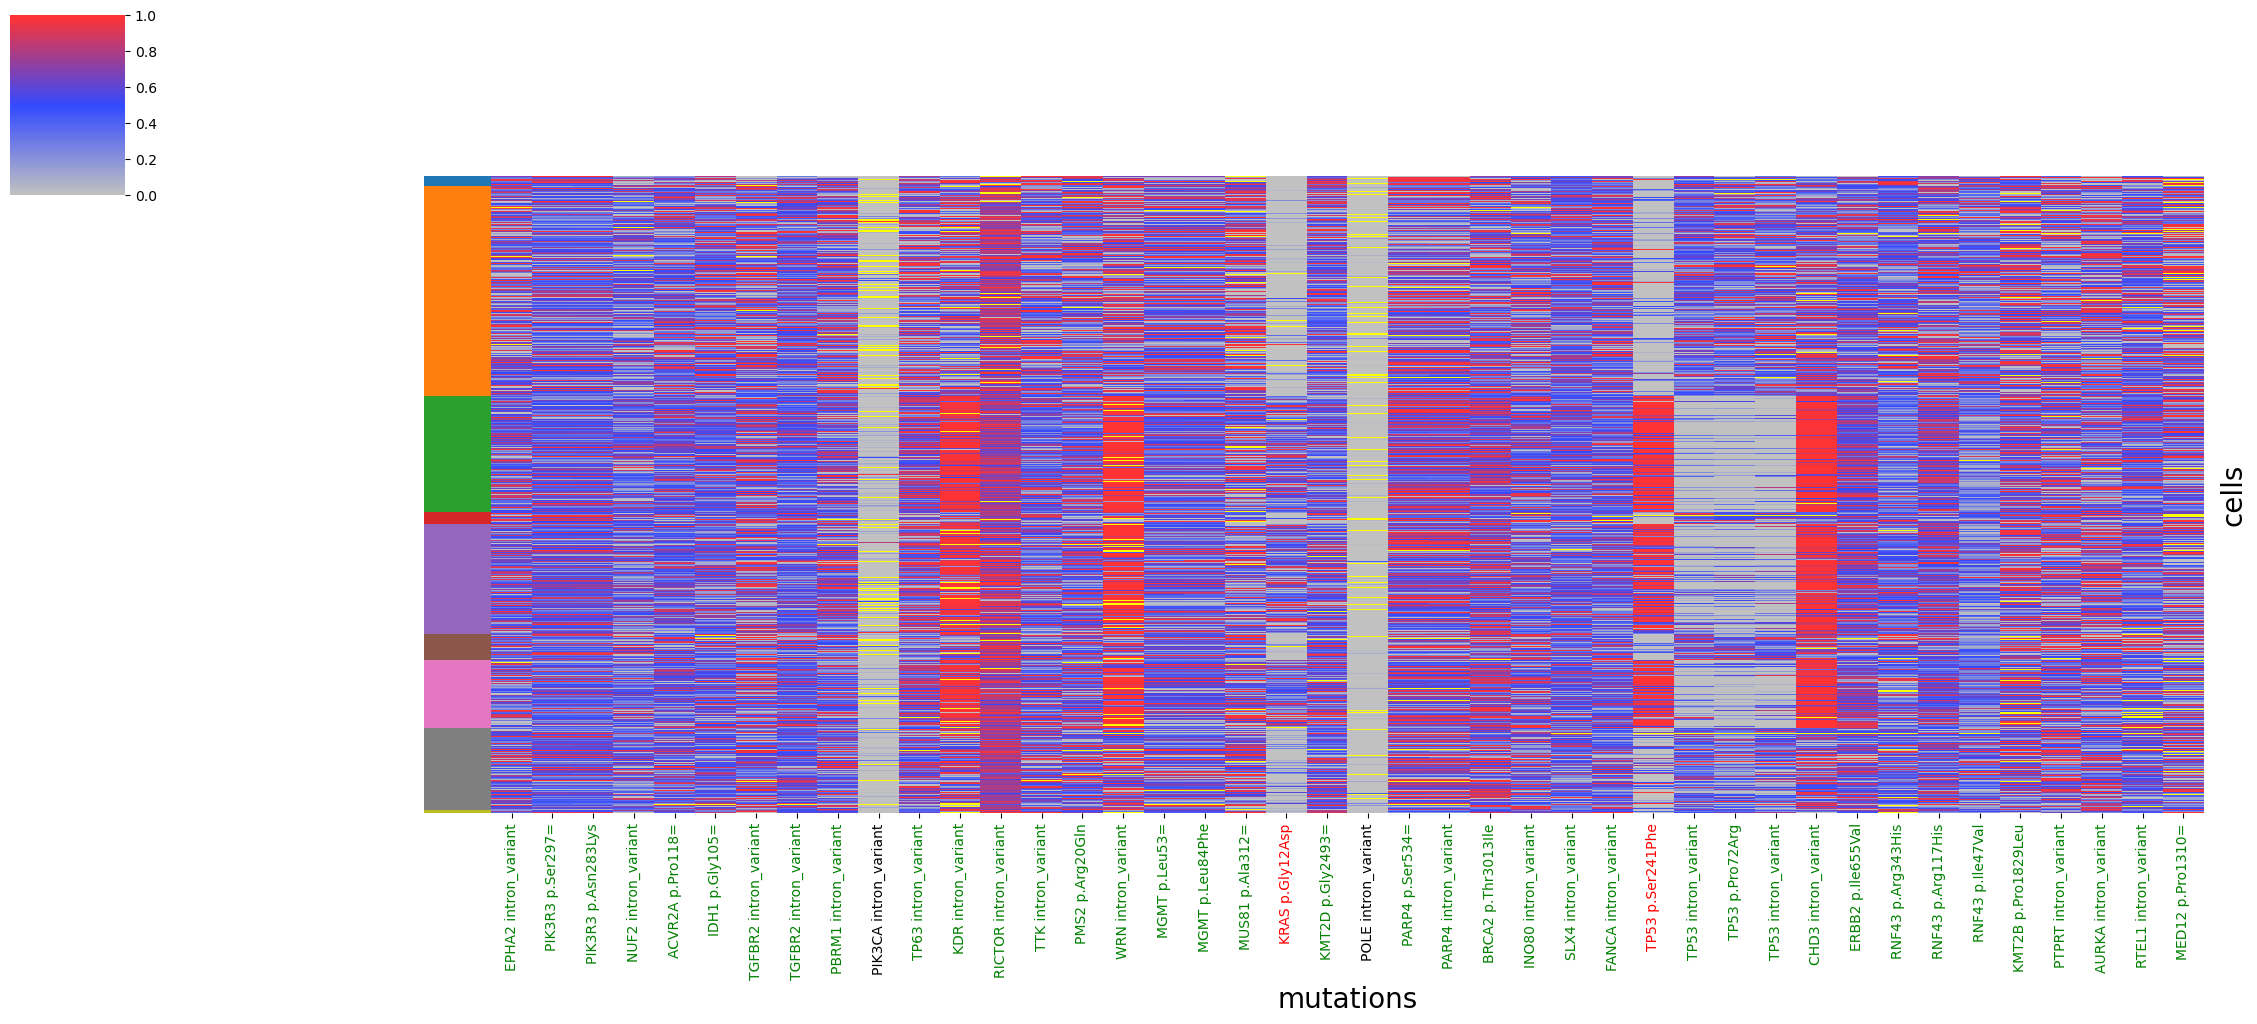 1.0
0.8
0.6
0.4
0.2
0.0
cells
EPHA2 intron_variant
PIK3R3 p.Ser297=
PIK3R3 p.Asn283Lys
NUF2 intron_variant
ACVR2A p.Pro118=
IDH1 p.Gly105=
TGFBR2 intron_variant
TGFBR2 intron_variant
PBRM1 intron_variant
PIK3CA intron_variant
TP63 intron_variant
KDR intron_variant
RICTOR intron_variant
TTK intron_variant
PMS2 p.Arg20Gln
WRN intron_variant
MGMT p.Leu53=
MGMT p.Leu84Phe
MUS81 p.Ala312=
KRAS p.Gly12Asp
KMT2D p.Gly2493=
POLE intron_variant
PARP4 p.Ser534=
PARP4 intron_variant
BRCA2 p.Thr3013Ile
INO80 intron_variant
SLX4 intron_variant
FANCA intron_variant
TP53 p.Ser241Phe
TP53 intron_variant
TP53 p.Pro72Arg
TP53 intron_variant
CHD3 intron_variant
ERBB2 p.Ile655Val
RNF43 p.Arg343His
RNF43 p.Arg117His
RNF43 p.Ile47Val
KMT2B p.Pro1829Leu
PTPRT intron_variant
AURKA intron_variant
RTEL1 intron_variant
MED12 p.Pro1310=
mutations